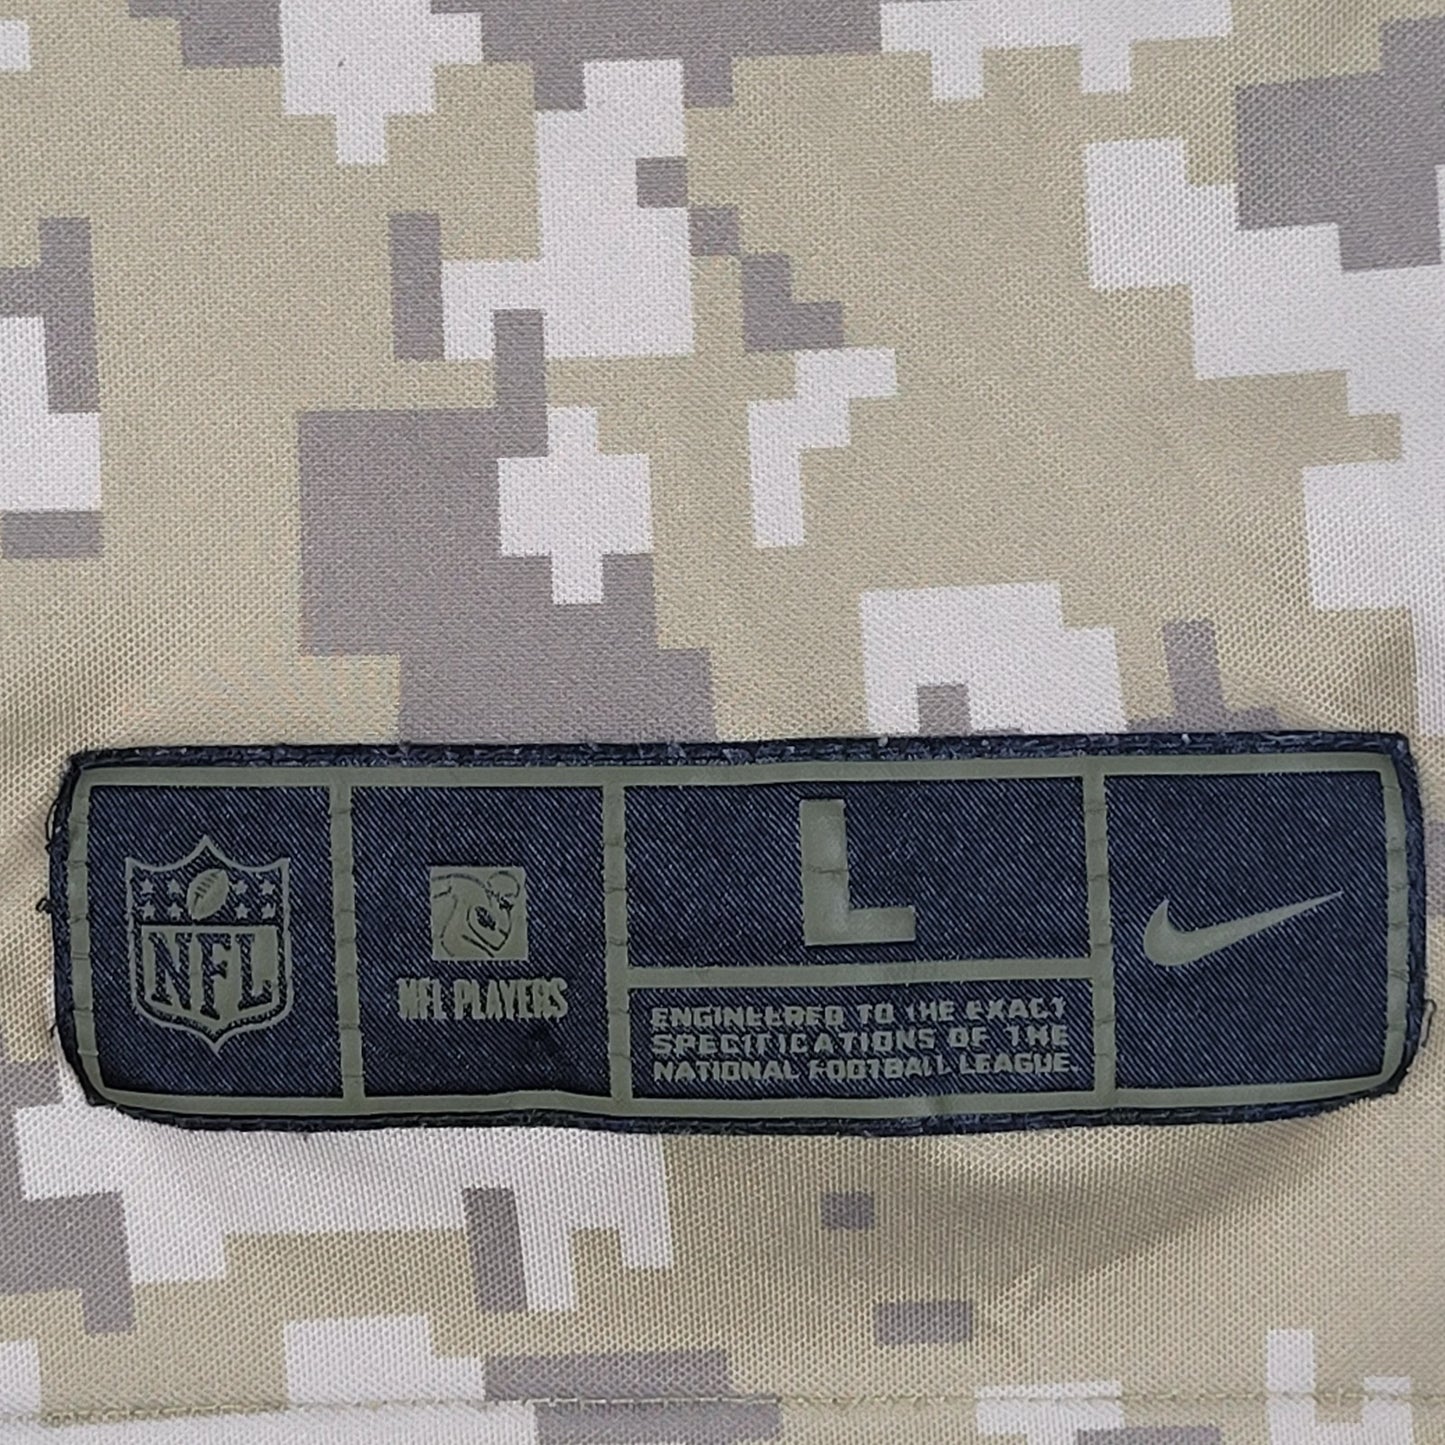 NFL
NFL PLAYERS
L
ENGINEERED TO THE EXACT
SPECIFICATIONS OF THE
NATIONAL FOOTBALL LEAGUE.